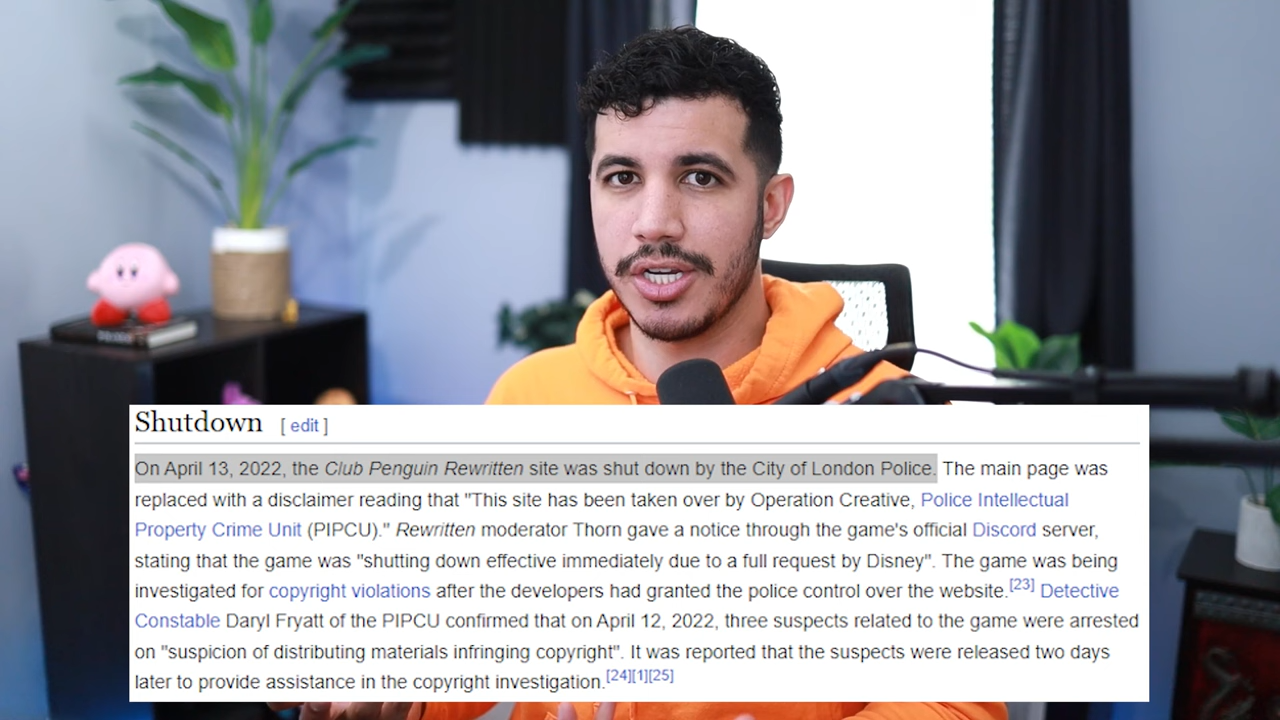 Shutdown [ edit ]
On April 13, 2022, the Club Penguin Rewritten site was shut down by the City of London Police. The main page was
replaced with a disclaimer reading that "This site has been taken over by Operation Creative, Police Intellectual
Property Crime Unit (PIPCU)." Rewritten moderator Thorn gave a notice through the game's official Discord server,
stating that the game was "shutting down effective immediately due to a full request by Disney". The game was being
investigated for copyright violations after the developers had granted the police control over the website.[23] Detective
Constable Daryl Fryatt of the PIPCU confirmed that on April 12, 2022, three suspects related to the game were arrested
on "suspicion of distributing materials infringing copyright". It was reported that the suspects were released two days
later to provide assistance in the copyright investigation.[24][1][25]